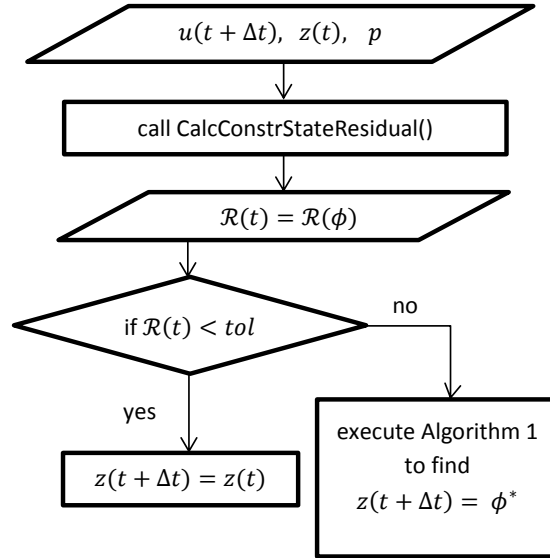 u(t + Δt), z(t), p
call CalcConstrStateResidual()
ℛ(t) = ℛ(ϕ)
if ℛ(t) < tol
no
yes
z(t + Δt) = z(t)
execute Algorithm 1
to find
z(t + Δt) = ϕ*